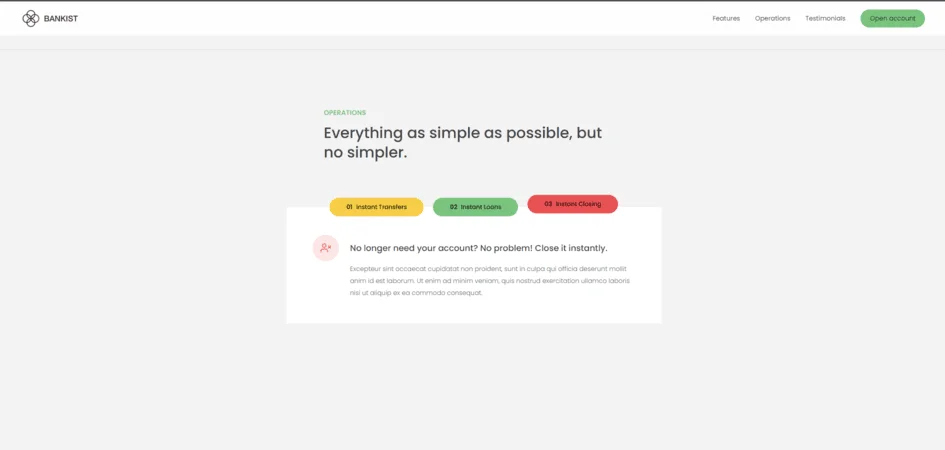 BANKIST
Features Operations Testimonials Open account
OPERATIONS
Everything as simple as possible, but
no simpler.
01 Instant Transfers 02 Instant Loans 03 Instant Closing
No longer need your account? No problem! Close it instantly.
Excepteur sint occaecat cupidatat non proident, sunt in culpa qui officia deserunt mollit
anim id est laborum. Ut enim ad minim veniam, quis nostrud exercitation ullamco laboris
nisi ut aliquip ex ea commodo consequat.